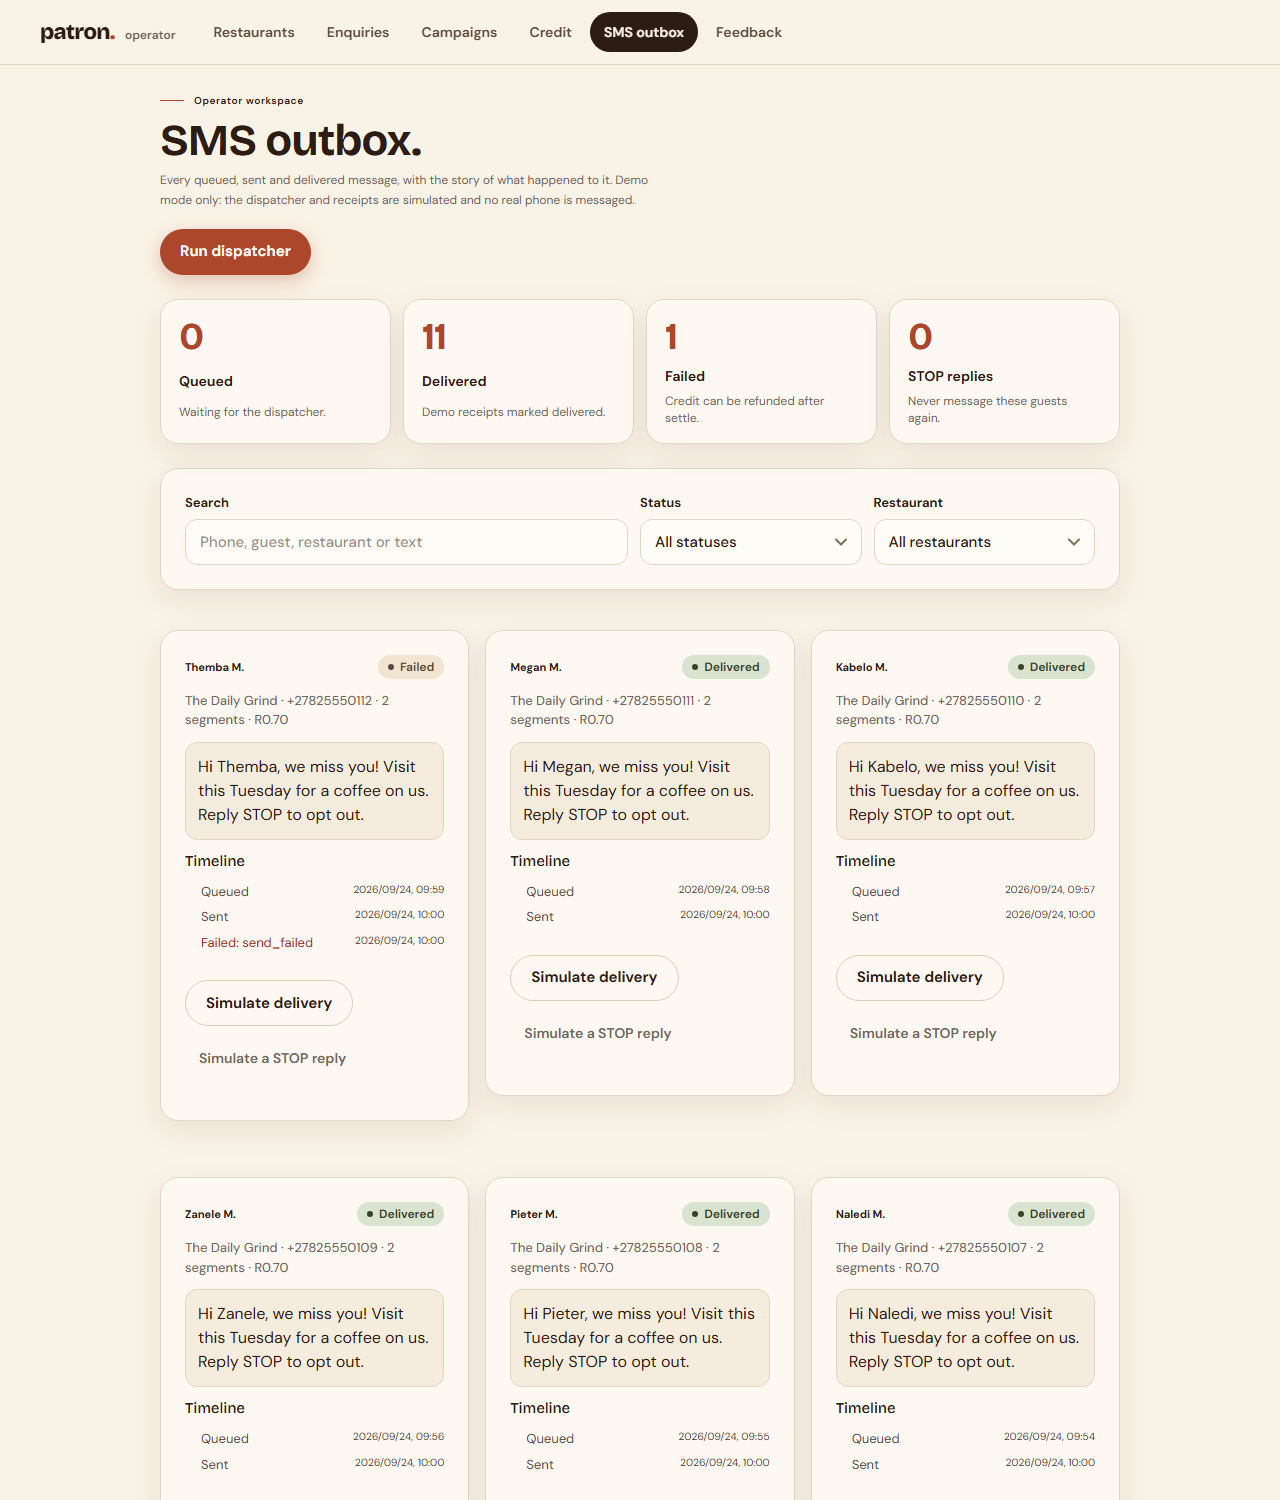 patron. operator Restaurants Enquiries Campaigns Credit SMS outbox Feedback
Operator workspace
SMS outbox.
Every queued, sent and delivered message, with the story of what happened to it. Demo
mode only: the dispatcher and receipts are simulated and no real phone is messaged.
Run dispatcher
0
Queued
Waiting for the dispatcher.
11
Delivered
Demo receipts marked delivered.
1
Failed
Credit can be refunded after
settle.
0
STOP replies
Never message these guests
again.
Search
Phone, guest, restaurant or text
Status
All statuses
Restaurant
All restaurants
Themba M. Failed
The Daily Grind · +27825550112 · 2
segments · R0.70
Hi Themba, we miss you! Visit
this Tuesday for a coffee on us.
Reply STOP to opt out.
Timeline
Queued 2026/09/24, 09:59
Sent 2026/09/24, 10:00
Failed: send_failed 2026/09/24, 10:00
Simulate delivery
Simulate a STOP reply
Megan M. Delivered
The Daily Grind · +27825550111 · 2
segments · R0.70
Hi Megan, we miss you! Visit
this Tuesday for a coffee on us.
Reply STOP to opt out.
Timeline
Queued 2026/09/24, 09:58
Sent 2026/09/24, 10:00
Simulate delivery
Simulate a STOP reply
Kabelo M. Delivered
The Daily Grind · +27825550110 · 2
segments · R0.70
Hi Kabelo, we miss you! Visit
this Tuesday for a coffee on us.
Reply STOP to opt out.
Timeline
Queued 2026/09/24, 09:57
Sent 2026/09/24, 10:00
Simulate delivery
Simulate a STOP reply
Zanele M. Delivered
The Daily Grind · +27825550109 · 2
segments · R0.70
Hi Zanele, we miss you! Visit
this Tuesday for a coffee on us.
Reply STOP to opt out.
Timeline
Queued 2026/09/24, 09:56
Sent 2026/09/24, 10:00
Pieter M. Delivered
The Daily Grind · +27825550108 · 2
segments · R0.70
Hi Pieter, we miss you! Visit this
Tuesday for a coffee on us.
Reply STOP to opt out.
Timeline
Queued 2026/09/24, 09:55
Sent 2026/09/24, 10:00
Naledi M. Delivered
The Daily Grind · +27825550107 · 2
segments · R0.70
Hi Naledi, we miss you! Visit
this Tuesday for a coffee on us.
Reply STOP to opt out.
Timeline
Queued 2026/09/24, 09:54
Sent 2026/09/24, 10:00